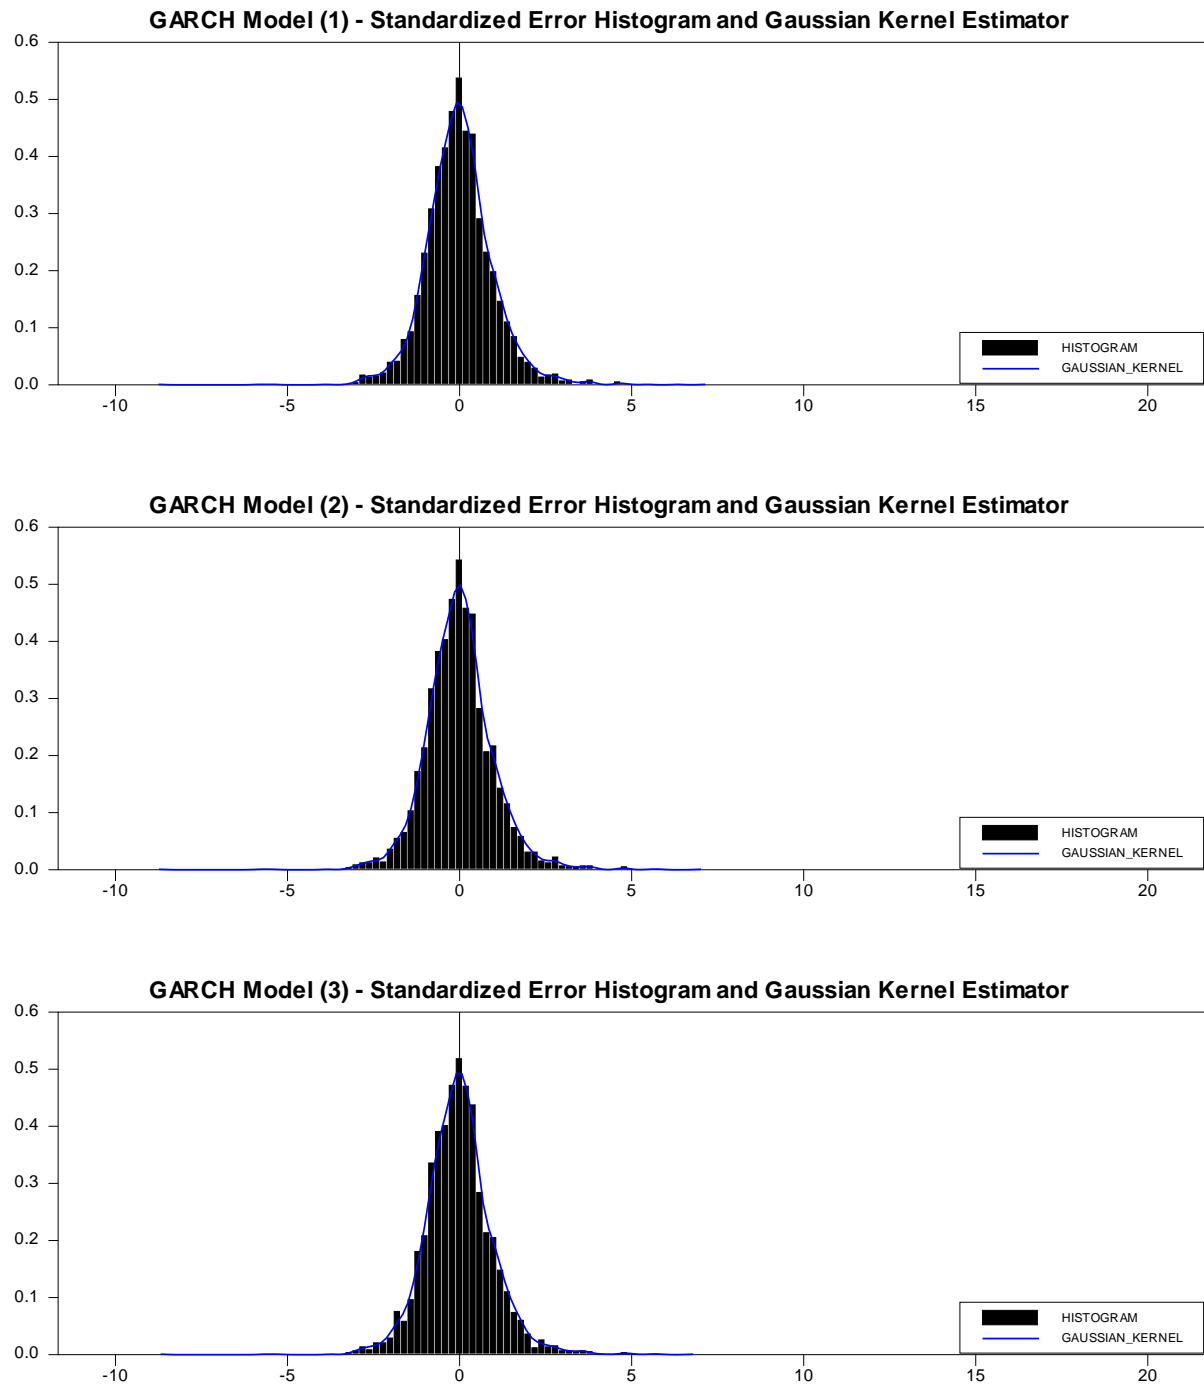 GARCH Model (1) - Standardized Error Histogram and Gaussian Kernel Estimator
0.6
0.5
0.4
0.3
0.2
0.1
0.0
HISTOGRAM
GAUSSIAN_KERNEL
-10 -5 0 5 10 15 20
GARCH Model (2) - Standardized Error Histogram and Gaussian Kernel Estimator
0.6
0.5
0.4
0.3
0.2
0.1
0.0
HISTOGRAM
GAUSSIAN_KERNEL
-10 -5 0 5 10 15 20
GARCH Model (3) - Standardized Error Histogram and Gaussian Kernel Estimator
0.6
0.5
0.4
0.3
0.2
0.1
0.0
HISTOGRAM
GAUSSIAN_KERNEL
-10 -5 0 5 10 15 20